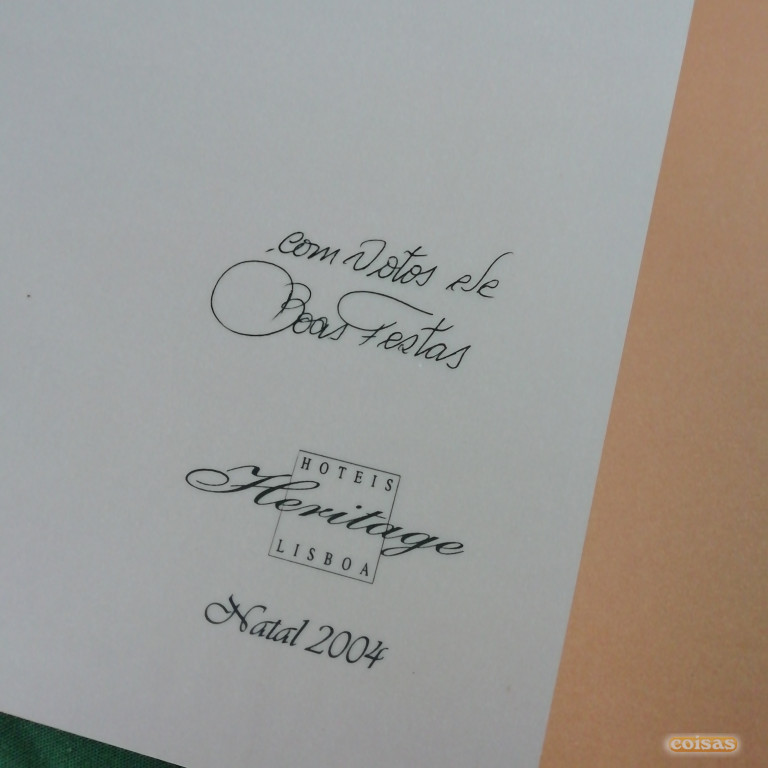 com Votos de
Boas Festas
HOTEIS
Heritage
LISBOA
Natal 2004
coisas